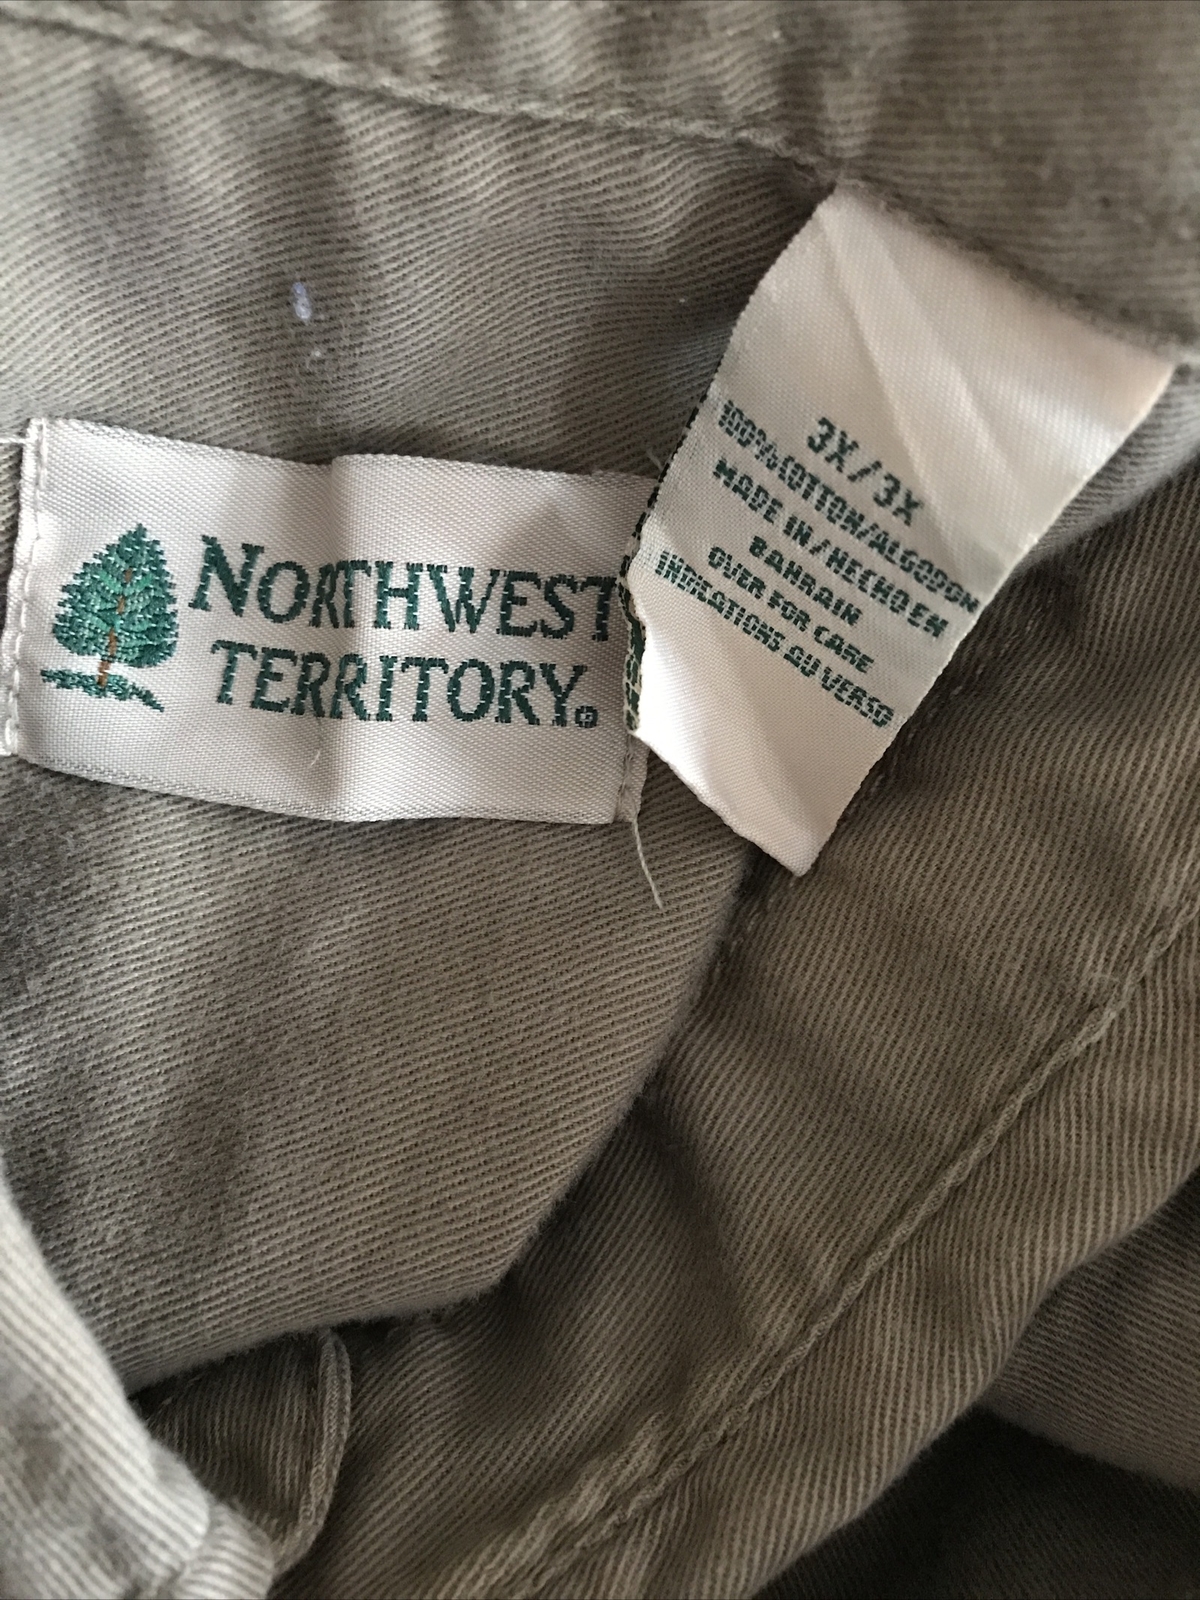 NORTHWEST
TERRITORY®
3X/3X
100% COTTON/ALGODON
MADE IN/HECHO EN
BAHRAIN
OVER FOR CARE
INDICATIONS AU VERSO